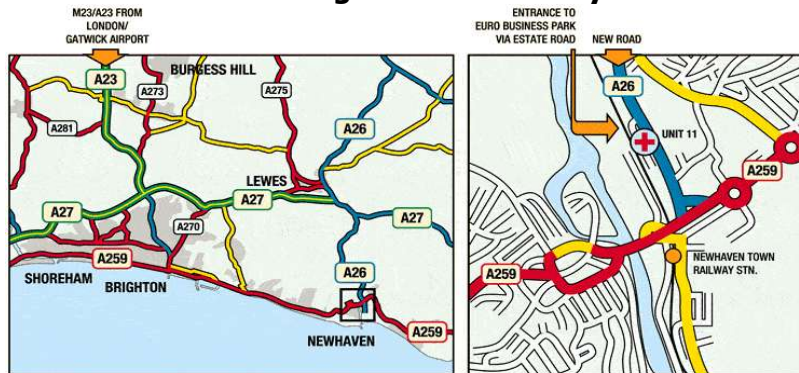 M23/A23 FROM
LONDON/
GATWICK AIRPORT
A23
BURGESS HILL
A273
A275
A281
A26
LEWES
A27
A27
A27
A270
A259
SHOREHAM
BRIGHTON
A26
NEWHAVEN
A259
ENTRANCE TO
EURO BUSINESS PARK
VIA ESTATE ROAD
NEW ROAD
A26
UNIT 11
A259
NEWHAVEN TOWN
RAILWAY STN.
A259